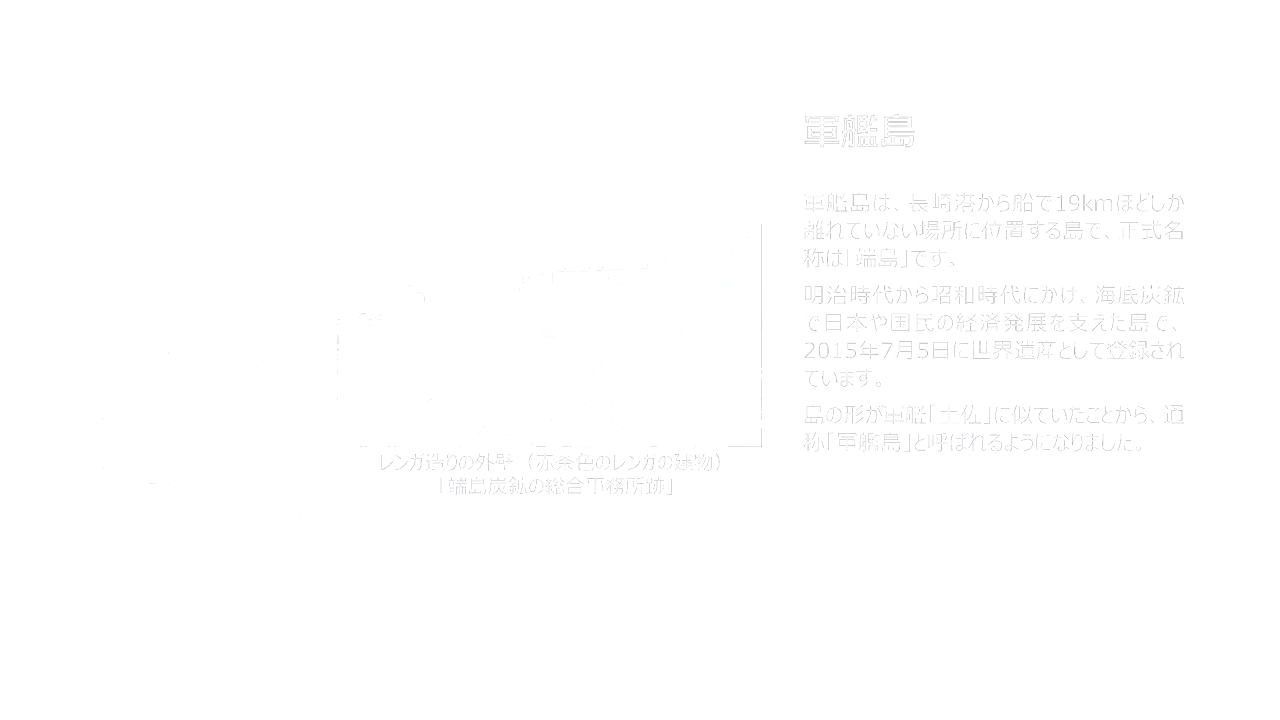 軍艦島
軍艦島は、長崎港から船で19kmほどしか
離れていない場所に位置する島で、正式名
称は「端島」です。
明治時代から昭和時代にかけ、海底炭鉱
で日本や国民の経済発展を支えた島で、
2015年7月5日に世界遺産として登録され
ています。
島の形が軍艦「土佐」に似ていたことから、通
称「軍艦島」と呼ばれるようになりました。
レンガ造りの外壁（赤茶色のレンガの建物）
「端島炭鉱の総合事務所跡」